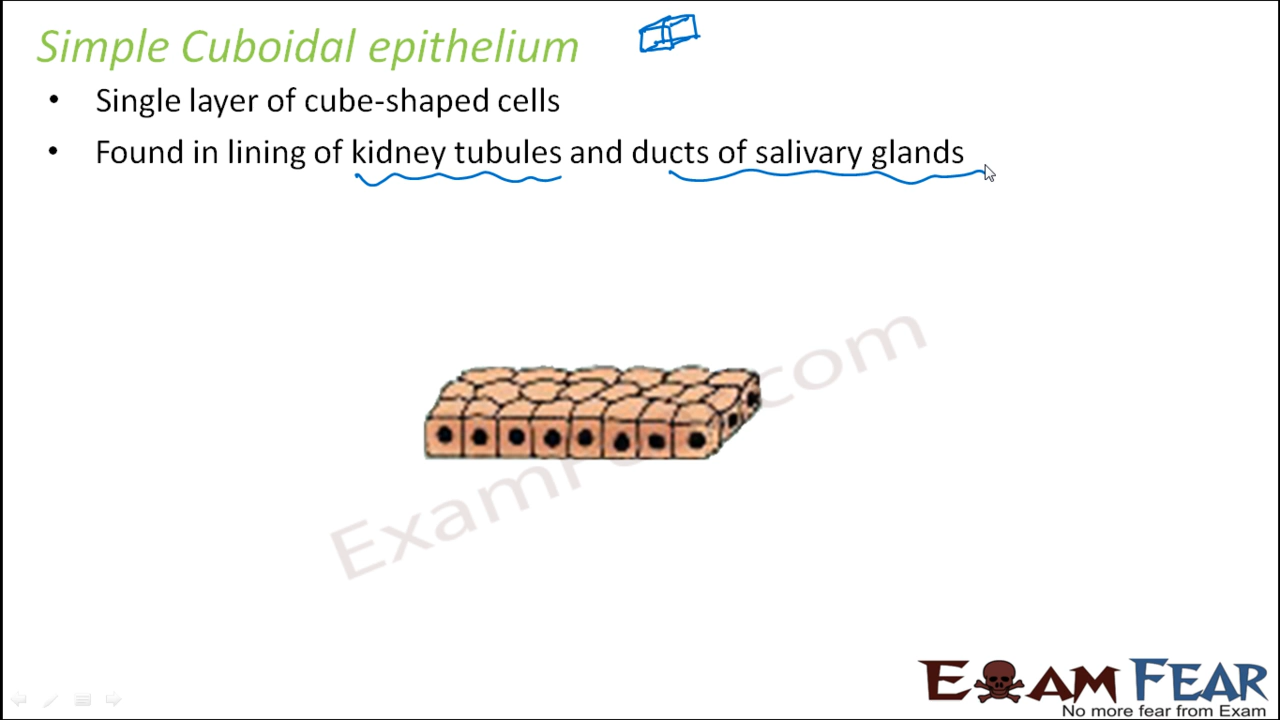 Simple Cuboidal epithelium
• Single layer of cube-shaped cells
• Found in lining of kidney tubules and ducts of salivary glands
ExamFear.com
EXAM FEAR
No more fear from Exam